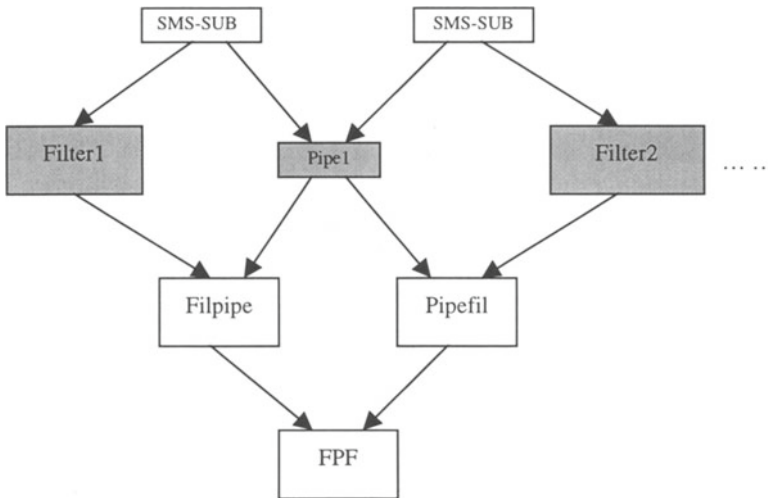 SMS-SUB SMS-SUB
Filter1 Pipe1 Filter2 ... ..
Filpipe Pipefil
FPF